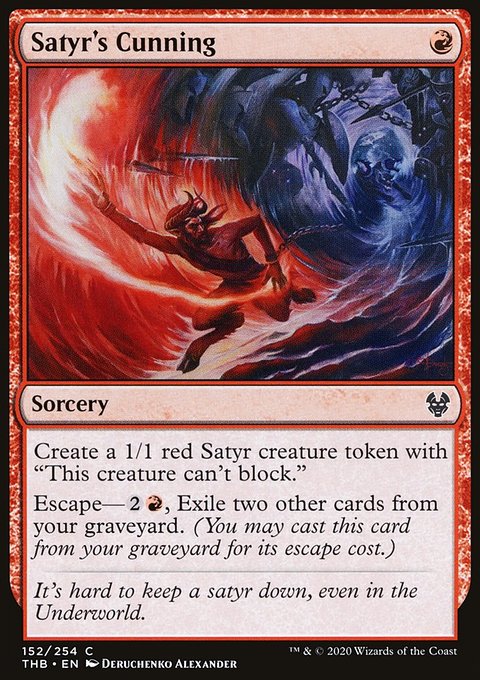 Satyr's Cunning
Sorcery
Create a 1/1 red Satyr creature token with
“This creature can't block.”
Escape—2, Exile two other cards from
your graveyard. (You may cast this card
from your graveyard for its escape cost.)
It's hard to keep a satyr down, even in the
Underworld.
152/254 C
™ & © 2020 Wizards of the Coast
THB • EN Deruchenko Alexander